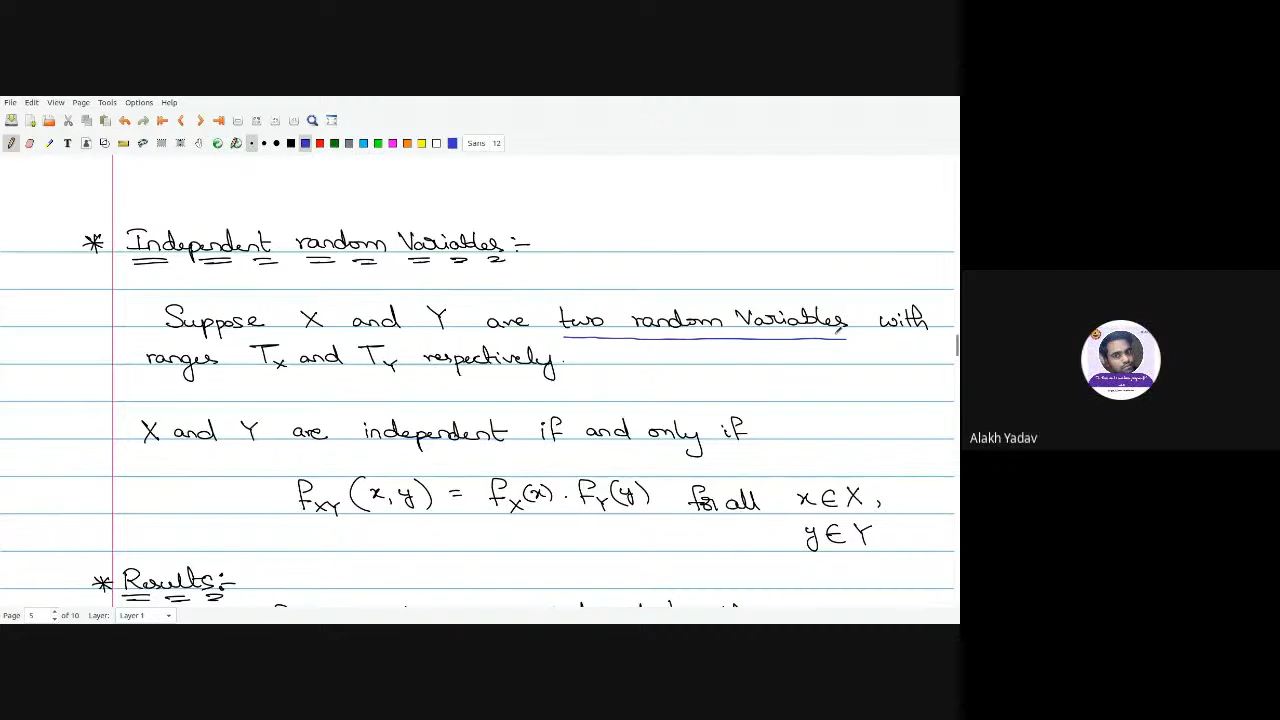 File Edit View Page Tools Options Help
Sans 12
* Independent random Variables :-
Suppose X and Y are two random Variables with
ranges T_X and T_Y respectively.
X and Y are independent if and only if
f_XY (x, y) = f_X(x) . f_Y(y) for all x ∈ X,
y ∈ Y
* Results:-
Page 5 of 10 Layer: Layer 1
Alakh Yadav